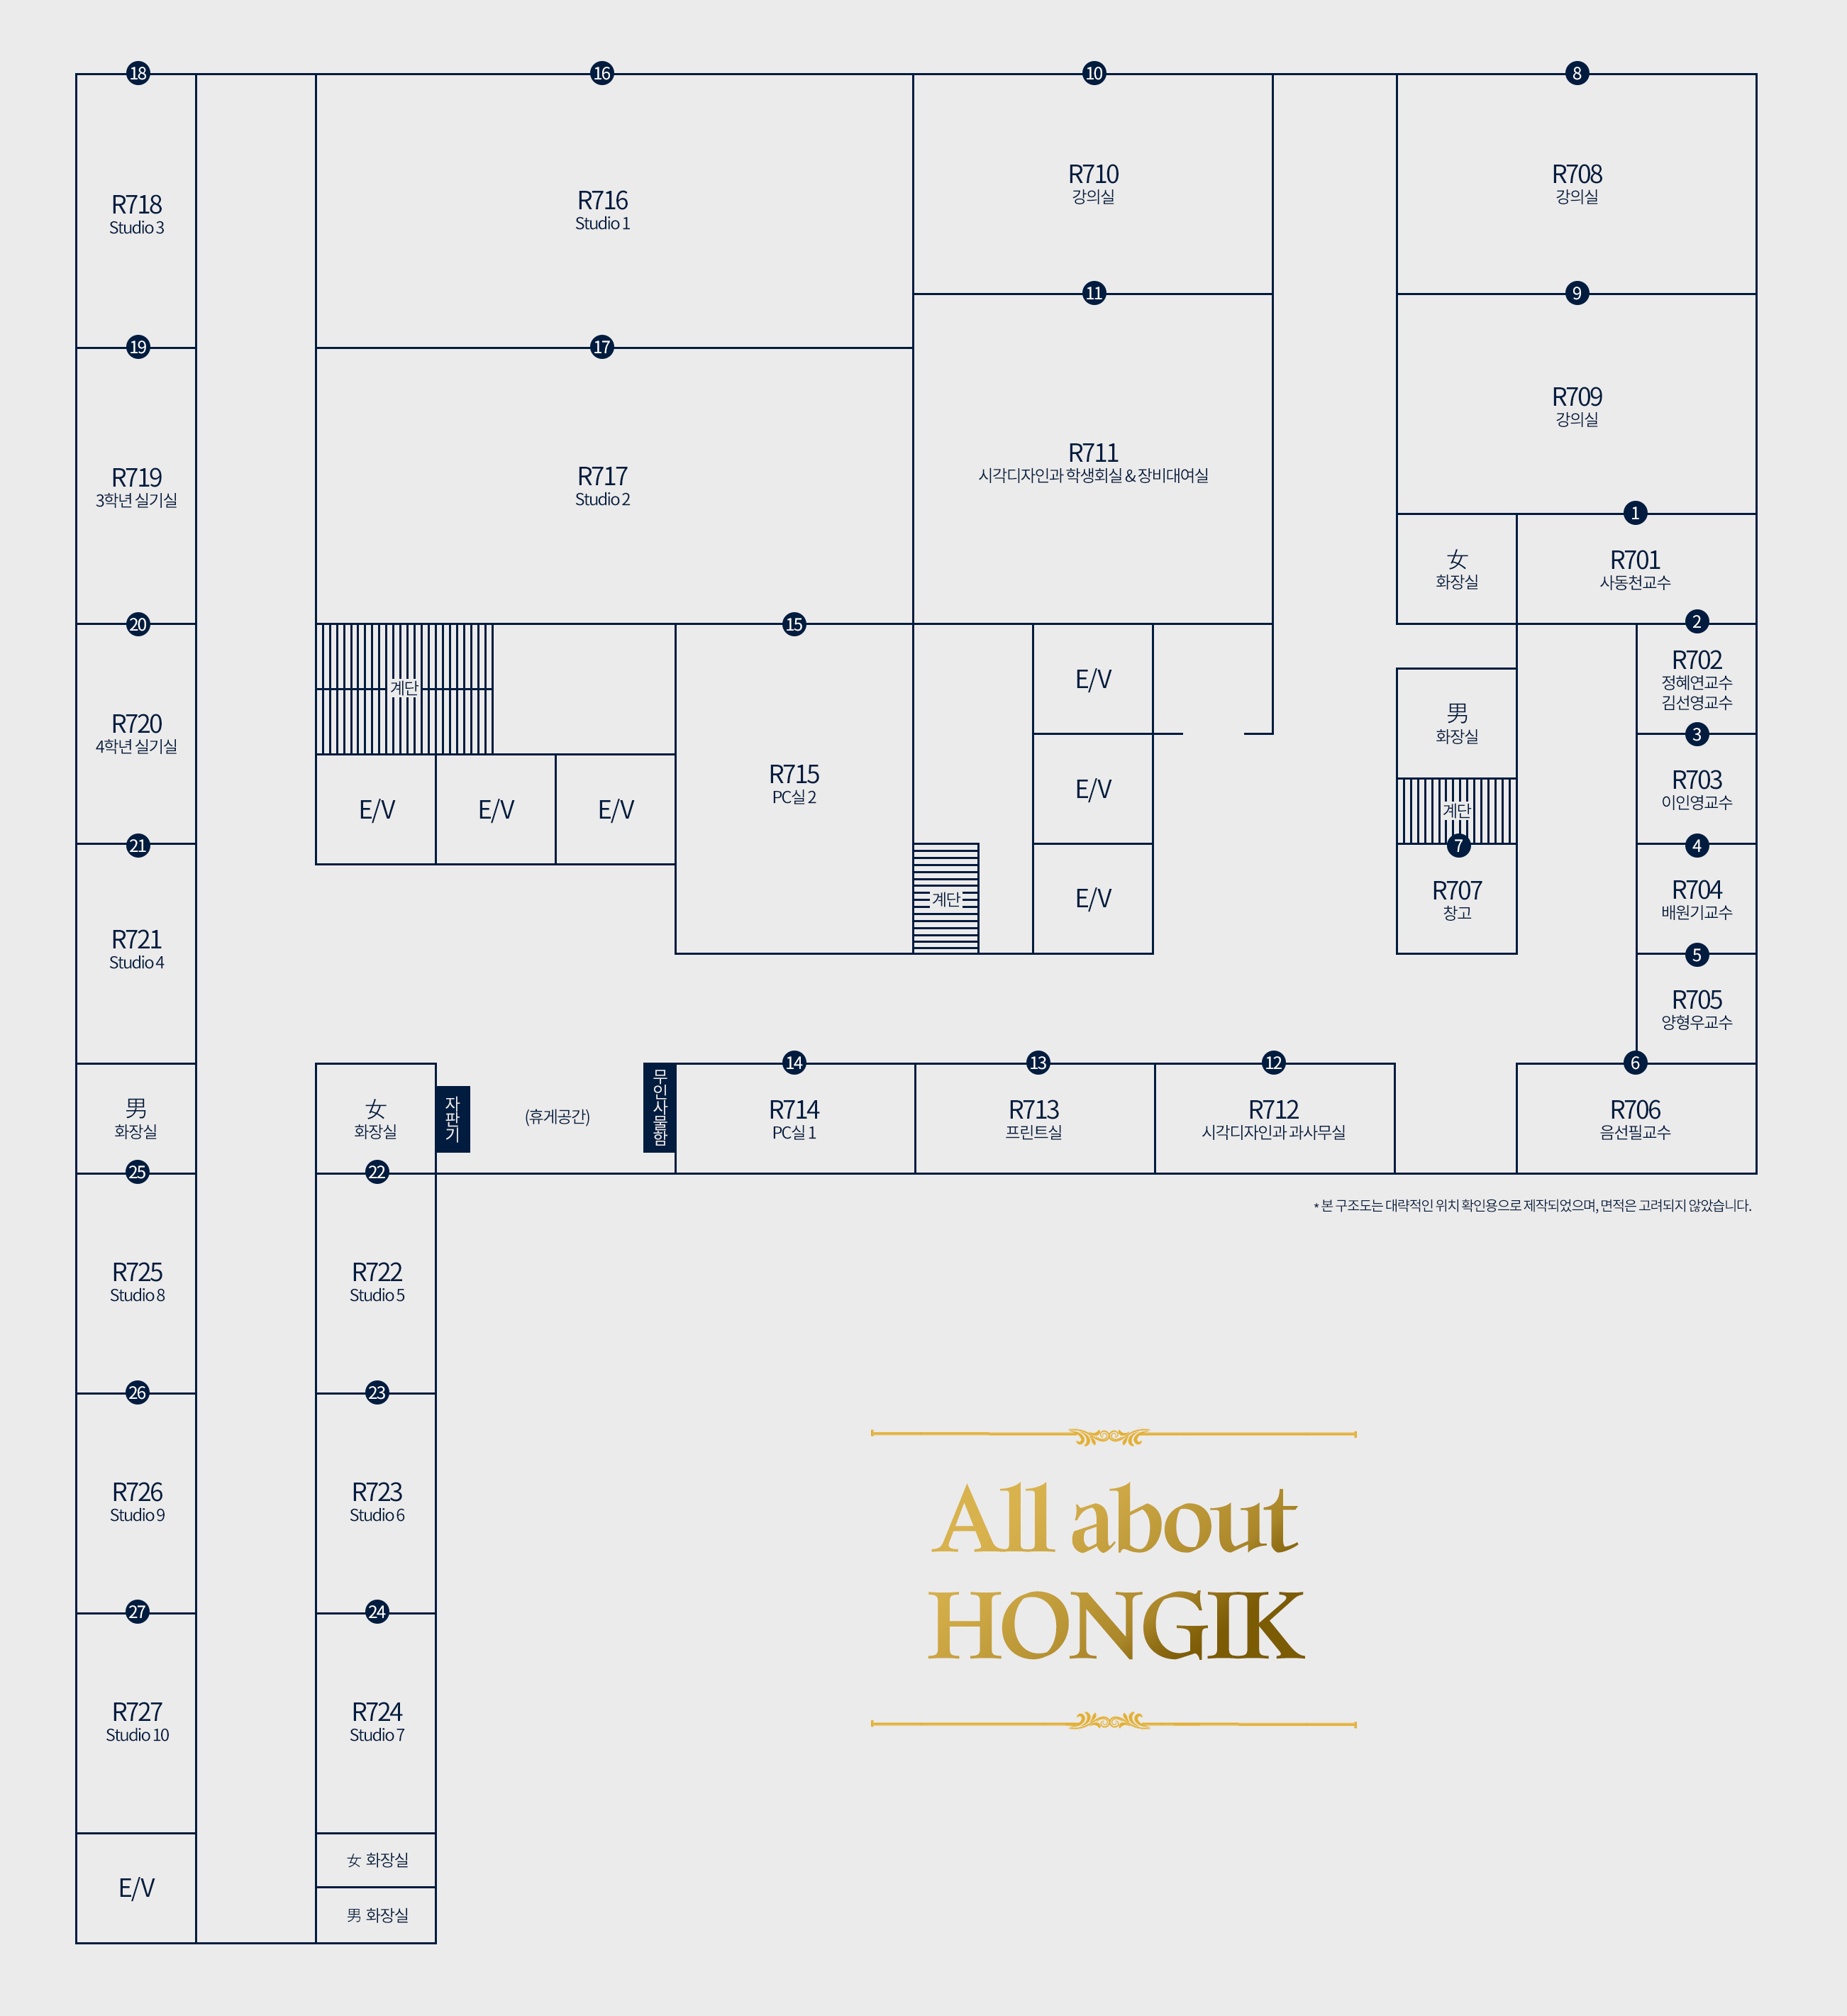 18
16
10
8
R718
Studio 3
R716
Studio 1
R710
강의실
R708
강의실
11
9
19
17
R719
3학년 실기실
R717
Studio 2
R711
시각디자인과 학생회실 & 장비대여실
R709
강의실
1
女
화장실
R701
사동천교수
20
15
2
계단
E/V
R702
정혜연교수
김선영교수
R720
4학년 실기실
男
화장실
3
E/V
E/V
E/V
R715
PC실 2
E/V
계단
R703
이인영교수
21
7
4
계단
E/V
R707
창고
R704
배원기교수
R721
Studio 4
5
R705
양형우교수
14
13
12
6
男
화장실
女
화장실
자판기
(휴게공간)
무인사물함
R714
PC실 1
R713
프린트실
R712
시각디자인과 과사무실
R706
음선필교수
25
22
* 본 구조도는 대략적인 위치 확인용으로 제작되었으며, 면적은 고려되지 않았습니다.
R725
Studio 8
R722
Studio 5
26
23
R726
Studio 9
R723
Studio 6
27
24
R727
Studio 10
R724
Studio 7
女 화장실
E/V
男 화장실
All about
HONGIK